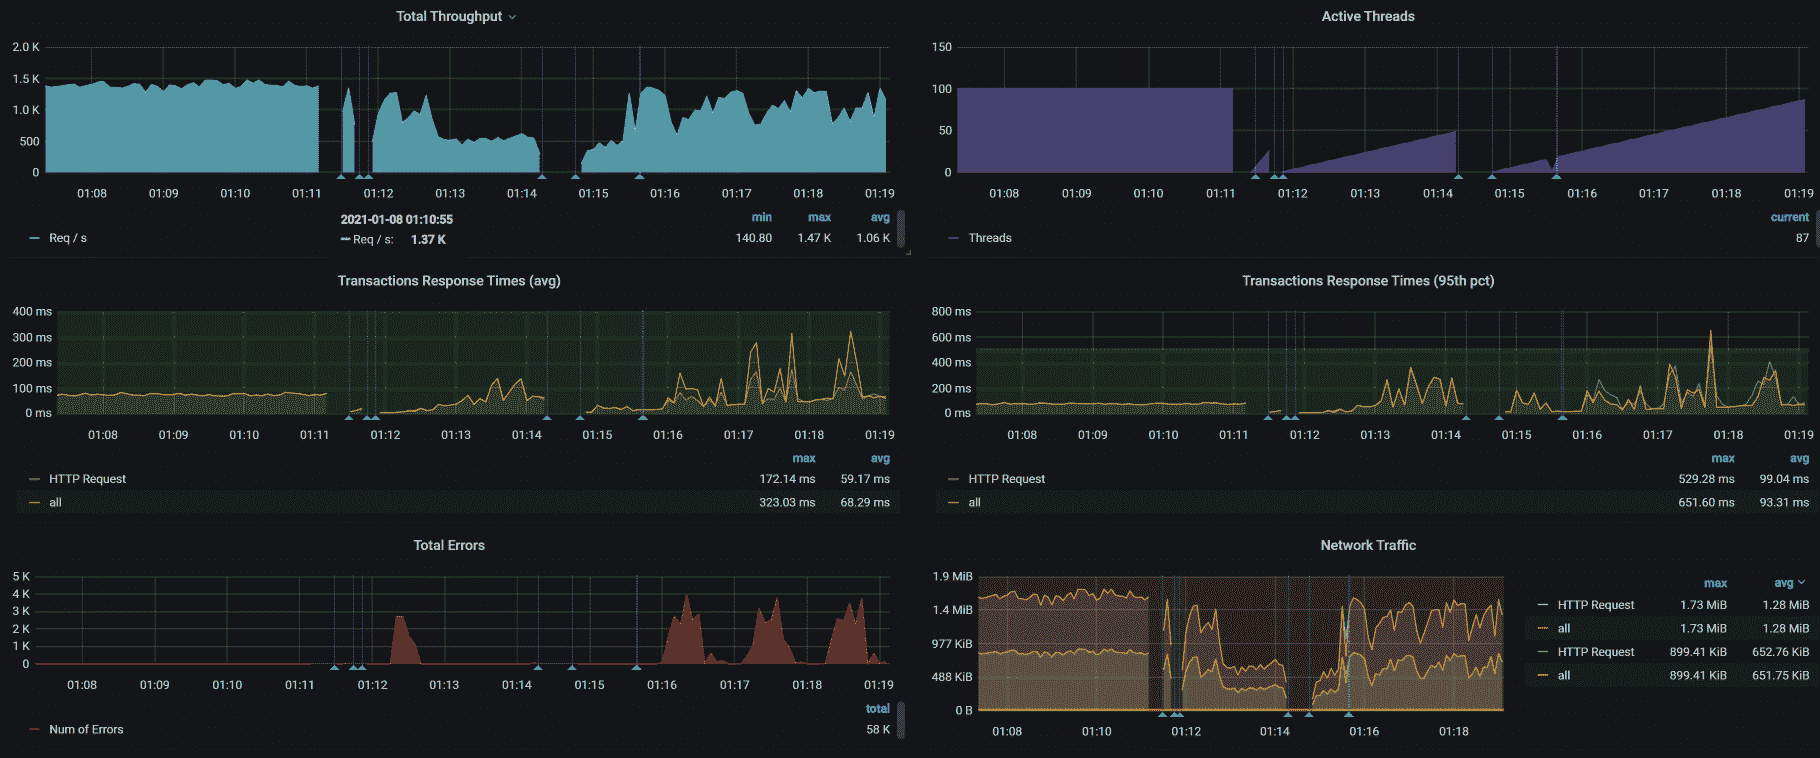 Total Throughput
2.0 K
1.5 K
1.0 K
500
0
01:08 01:09 01:10 01:11 01:12 01:13 01:14 01:15 01:16 01:17 01:18 01:19
2021-01-08 01:10:55
Req / s: 1.37 K
min max avg
Req / s 140.80 1.47 K 1.06 K
Active Threads
150
100
50
0
01:08 01:09 01:10 01:11 01:12 01:13 01:14 01:15 01:16 01:17 01:18 01:19
current
Threads 87
Transactions Response Times (avg)
400 ms
300 ms
200 ms
100 ms
0 ms
01:08 01:09 01:10 01:11 01:12 01:13 01:14 01:15 01:16 01:17 01:18 01:19
max avg
HTTP Request 172.14 ms 59.17 ms
all 323.03 ms 68.29 ms
Transactions Response Times (95th pct)
800 ms
600 ms
400 ms
200 ms
0 ms
01:08 01:09 01:10 01:11 01:12 01:13 01:14 01:15 01:16 01:17 01:18 01:19
max avg
HTTP Request 529.28 ms 99.04 ms
all 651.60 ms 93.31 ms
Total Errors
5 K
4 K
3 K
2 K
1 K
0
01:08 01:09 01:10 01:11 01:12 01:13 01:14 01:15 01:16 01:17 01:18 01:19
total
Num of Errors 58 K
Network Traffic
1.9 MiB
1.4 MiB
977 KiB
488 KiB
0 B
01:08 01:10 01:12 01:14 01:16 01:18
max avg
HTTP Request 1.73 MiB 1.28 MiB
all 1.73 MiB 1.28 MiB
HTTP Request 899.41 KiB 652.76 KiB
all 899.41 KiB 651.75 KiB